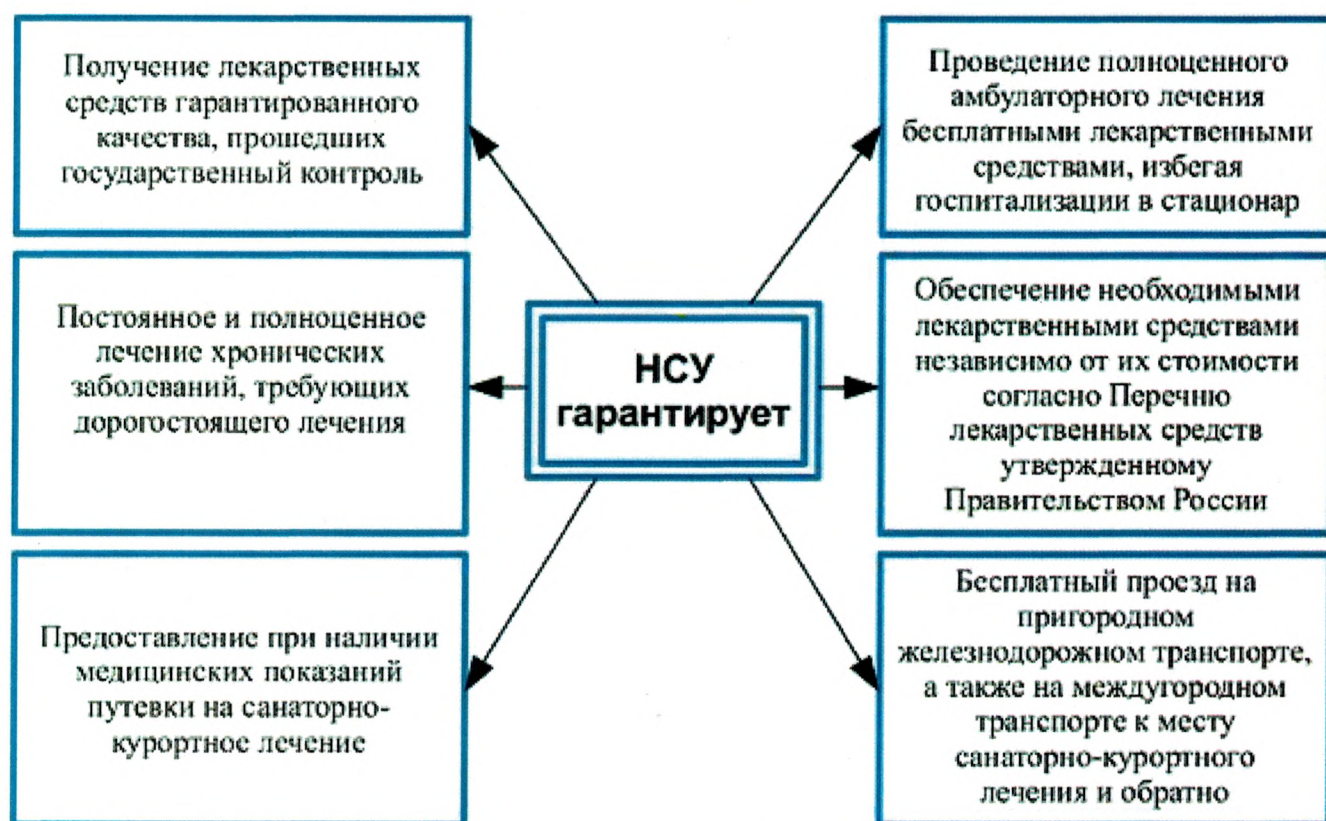 Получение лекарственных
средств гарантированного
качества, прошедших
государственный контроль
Постоянное и полноценное
лечение хронических
заболеваний, требующих
дорогостоящего лечения
Предоставление при наличии
медицинских показаний
путевки на санаторно-
курортное лечение
НСУ
гарантирует
Проведение полноценного
амбулаторного лечения
бесплатными лекарственными
средствами, избегая
госпитализации в стационар
Обеспечение необходимыми
лекарственными средствами
независимо от их стоимости
согласно Перечню
лекарственных средств
утвержденному
Правительством России
Бесплатный проезд на
пригородном
железнодорожном транспорте,
а также на междугородном
транспорте к месту
санаторно-курортного
лечения и обратно